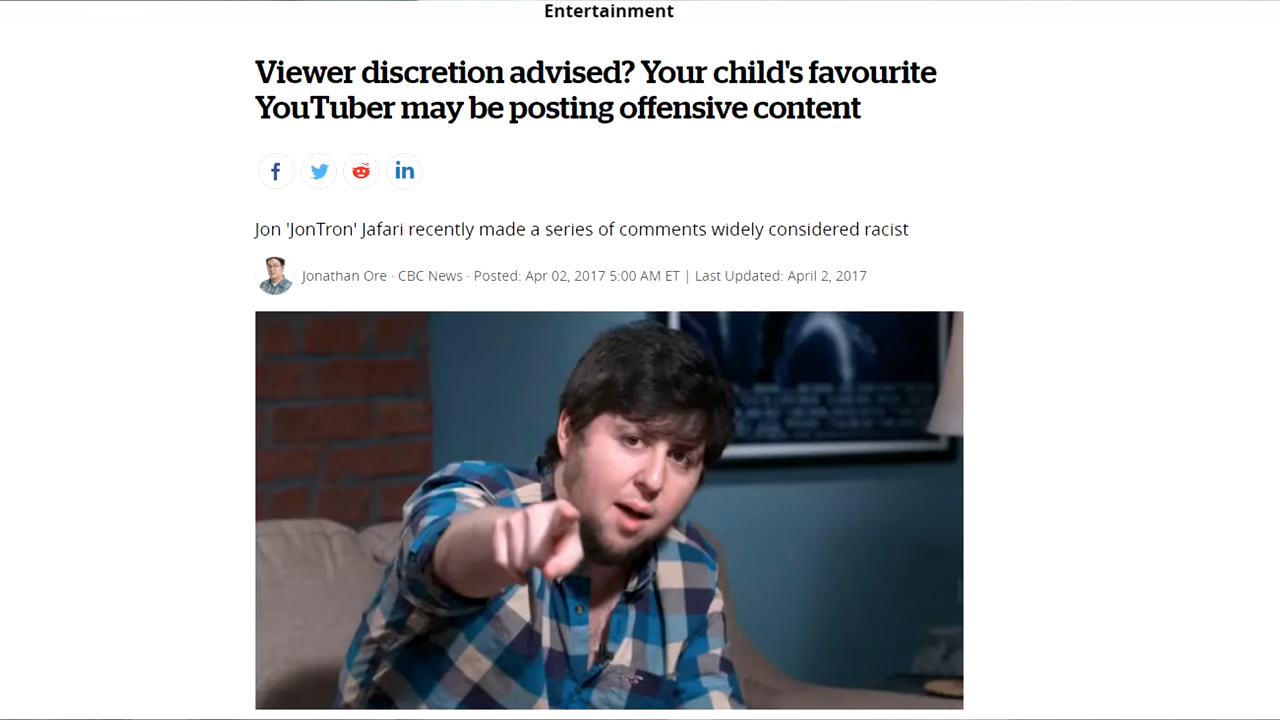 Entertainment
Viewer discretion advised? Your child's favourite
YouTuber may be posting offensive content
Jon 'JonTron' Jafari recently made a series of comments widely considered racist
Jonathan Ore · CBC News · Posted: Apr 02, 2017 5:00 AM ET | Last Updated: April 2, 2017